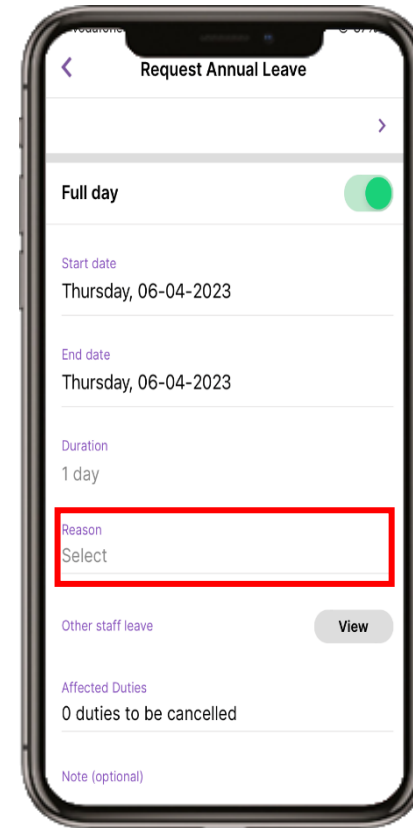 Request Annual Leave
Full day
Start date
Thursday, 06-04-2023
End date
Thursday, 06-04-2023
Duration
1 day
Reason
Select
Other staff leave
View
Affected Duties
0 duties to be cancelled
Note (optional)